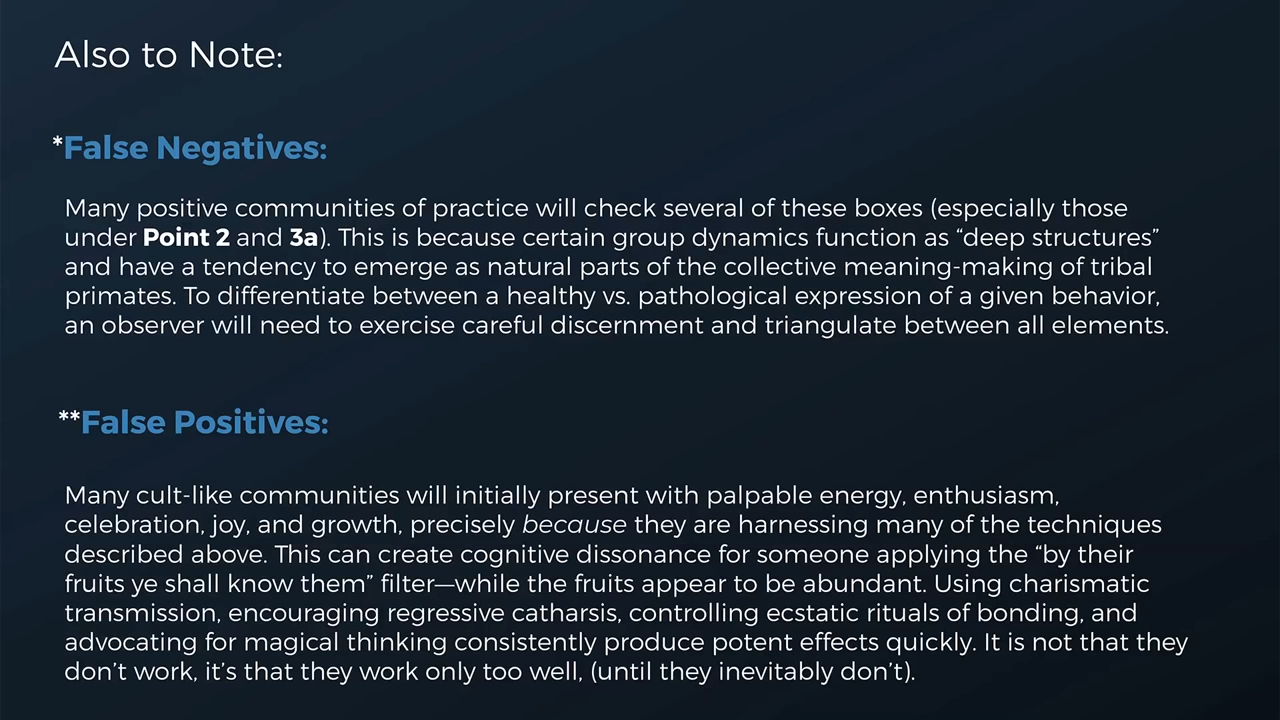 Also to Note:
*False Negatives:
Many positive communities of practice will check several of these boxes (especially those
under Point 2 and 3a). This is because certain group dynamics function as “deep structures”
and have a tendency to emerge as natural parts of the collective meaning-making of tribal
primates. To differentiate between a healthy vs. pathological expression of a given behavior,
an observer will need to exercise careful discernment and triangulate between all elements.
**False Positives:
Many cult-like communities will initially present with palpable energy, enthusiasm,
celebration, joy, and growth, precisely because they are harnessing many of the techniques
described above. This can create cognitive dissonance for someone applying the “by their
fruits ye shall know them” filter—while the fruits appear to be abundant. Using charismatic
transmission, encouraging regressive catharsis, controlling ecstatic rituals of bonding, and
advocating for magical thinking consistently produce potent effects quickly. It is not that they
don’t work, it’s that they work only too well, (until they inevitably don’t).